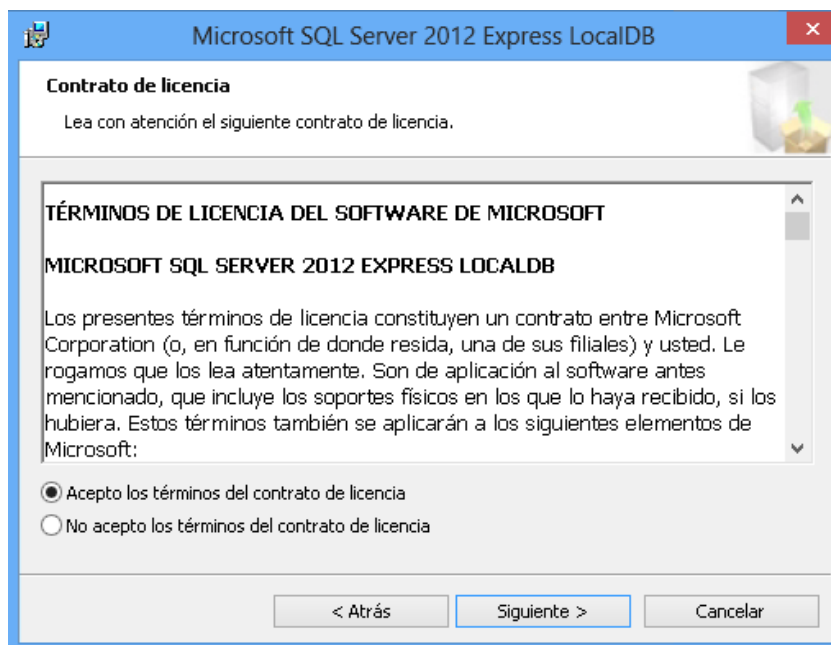 Microsoft SQL Server 2012 Express LocalDB
Contrato de licencia
Lea con atención el siguiente contrato de licencia.
TÉRMINOS DE LICENCIA DEL SOFTWARE DE MICROSOFT
MICROSOFT SQL SERVER 2012 EXPRESS LOCALDB
Los presentes términos de licencia constituyen un contrato entre Microsoft
Corporation (o, en función de donde resida, una de sus filiales) y usted. Le
rogamos que los lea atentamente. Son de aplicación al software antes
mencionado, que incluye los soportes físicos en los que lo haya recibido, si los
hubiera. Estos términos también se aplicarán a los siguientes elementos de
Microsoft:
Acepto los términos del contrato de licencia
No acepto los términos del contrato de licencia
< Atrás
Siguiente >
Cancelar